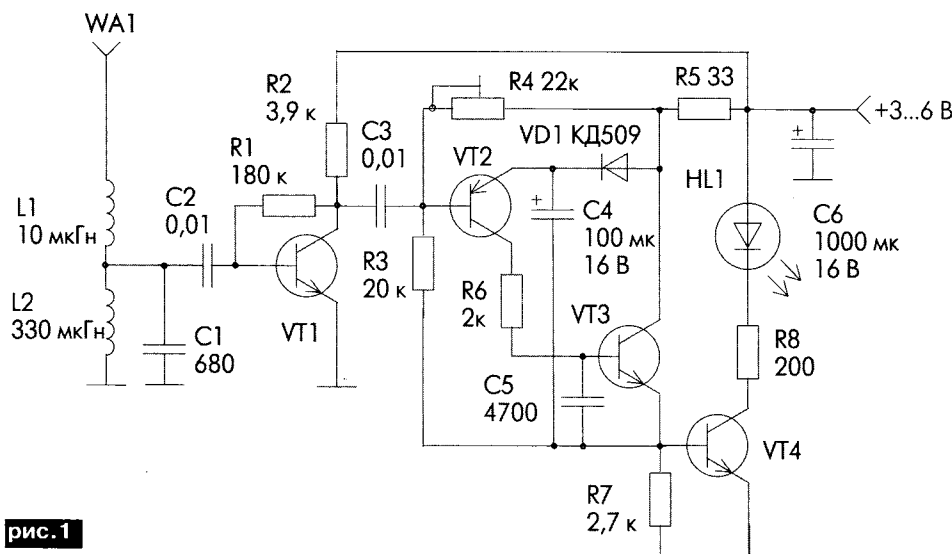 WA1
L1
10 мкГн
L2
330 мкГн
C1
680
C2
0,01
R1
180 к
R2
3,9 к
VT1
C3
0,01
R3
20 к
R4 22к
VT2
VD1 КД509
C4
100 мк
16 В
R6
2к
C5
4700
VT3
R5 33
+3...6 В
HL1
C6
1000 мк
16 В
R8
200
VT4
R7
2,7 к
+
+
рис.1